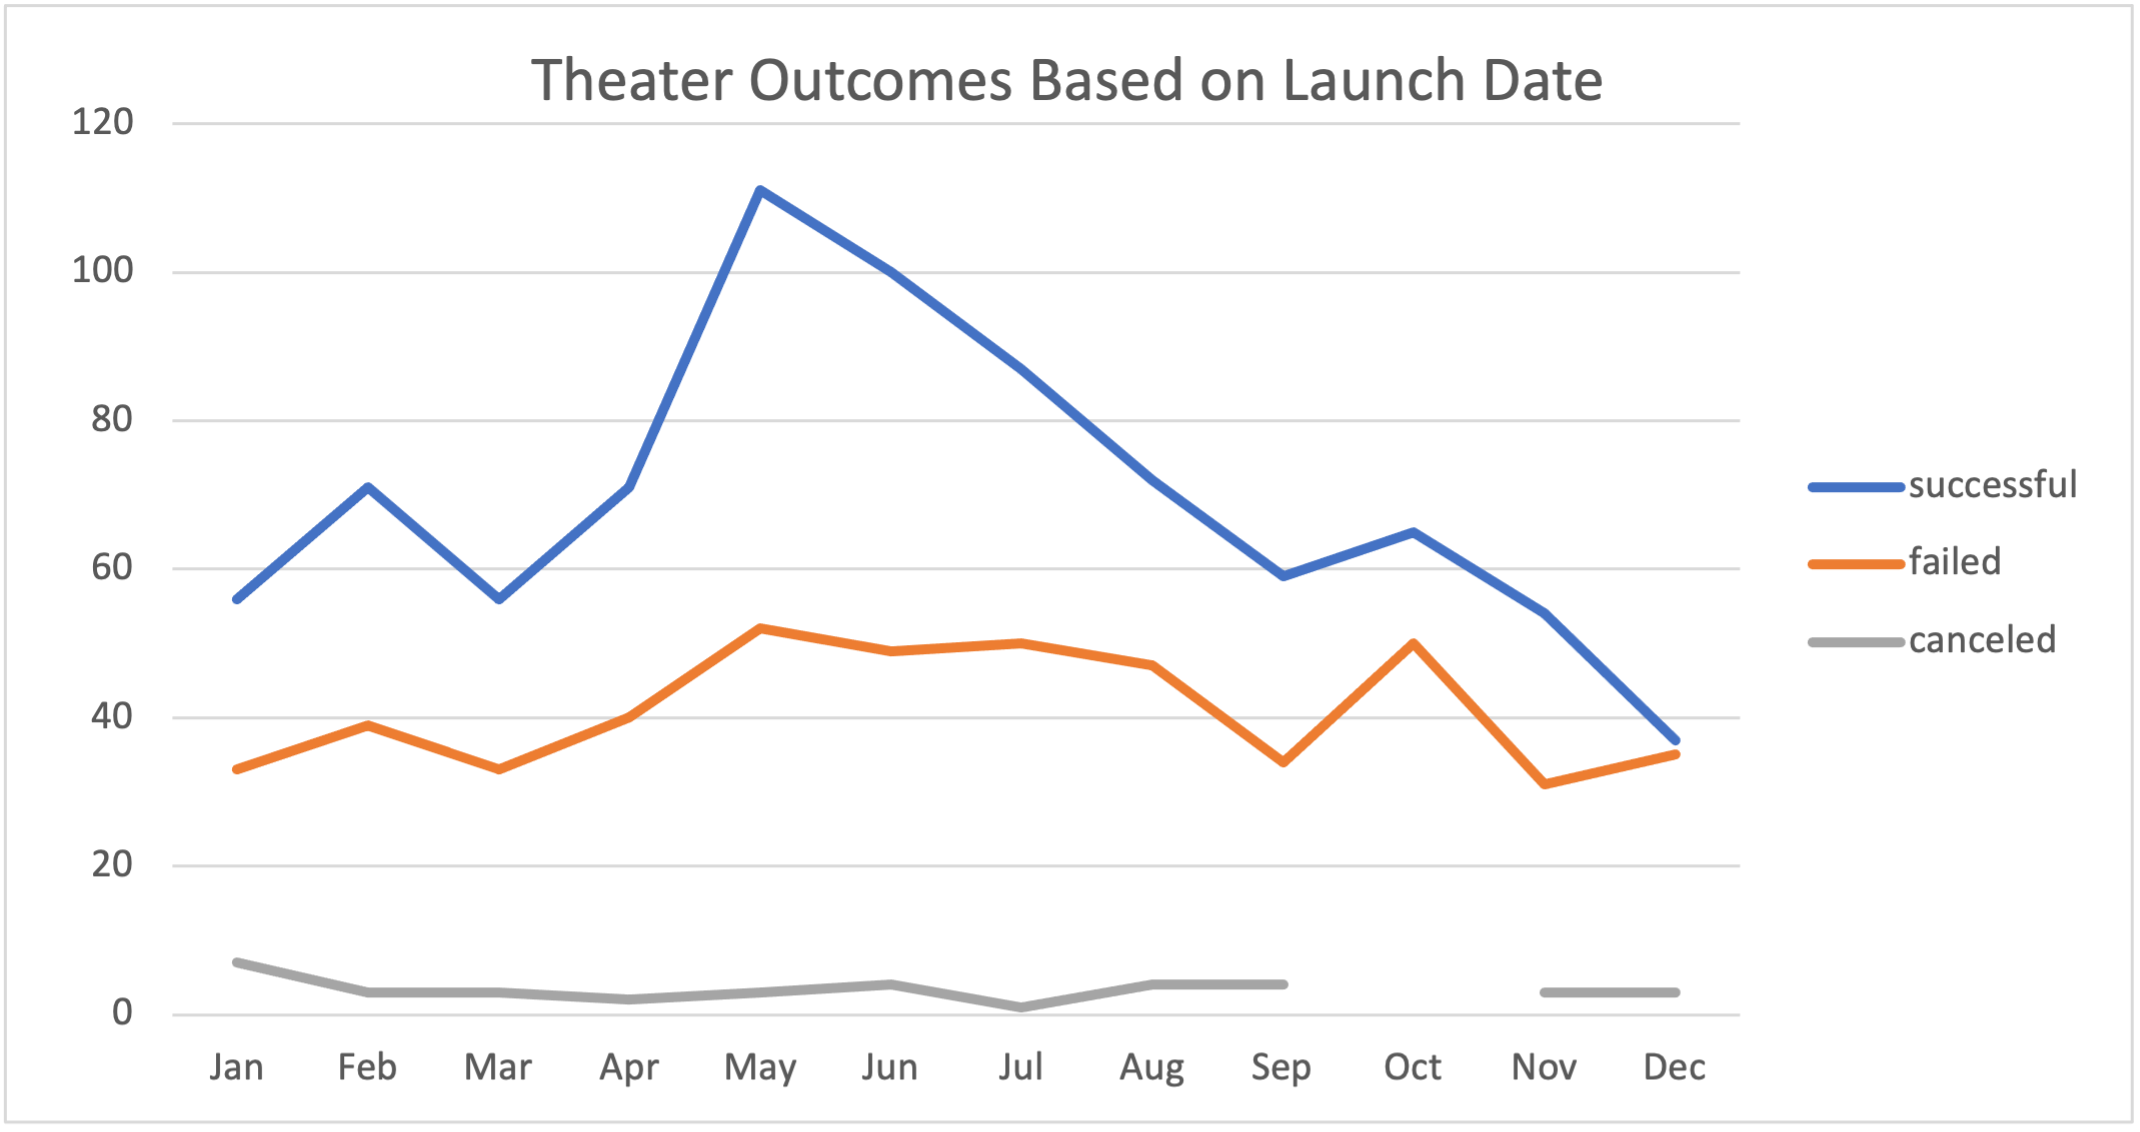 Theater Outcomes Based on Launch Date
120
100
80
60
40
20
0
Jan Feb Mar Apr May Jun Jul Aug Sep Oct Nov Dec
successful
failed
canceled